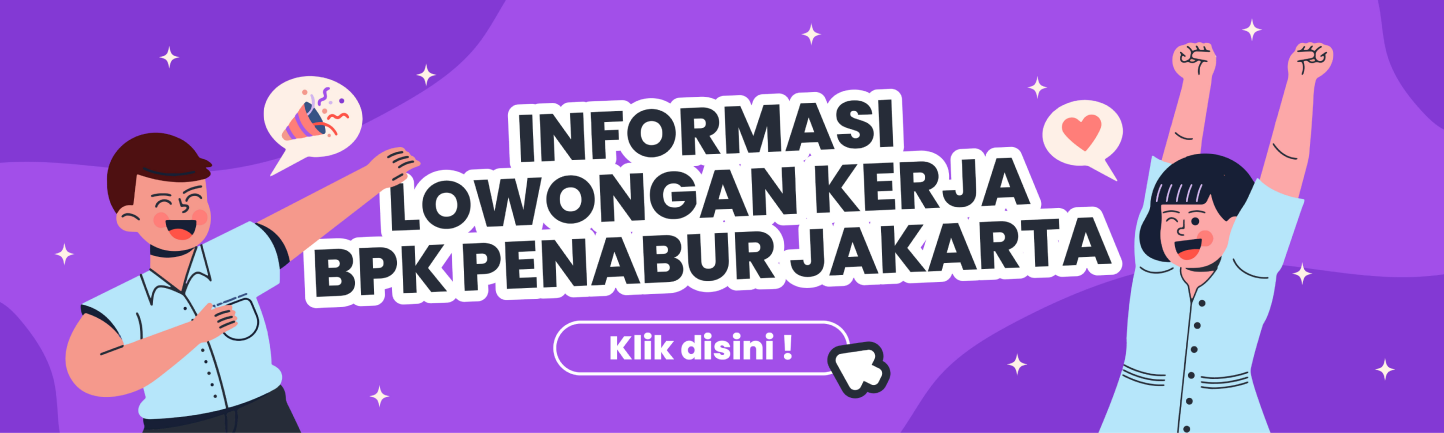 INFORMASI
LOWONGAN KERJA
BPK PENABUR JAKARTA
Klik disini !